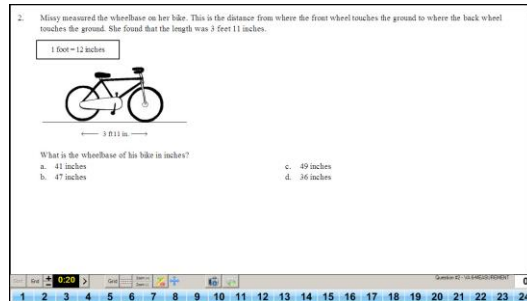 2. Missy measured the wheelbase on her bike. This is the distance from where the front wheel touches the ground to where the back wheel
touches the ground. She found that the length was 3 feet 11 inches.
1 foot = 12 inches
3 ft 11 in.
What is the wheelbase of his bike in inches?
a. 41 inches
c. 49 inches
b. 47 inches
d. 36 inches
End
0:20
Grid
1 2 3 4 5 6 7 8 9 10 11 12 13 14 15 16 17 18 19 20 21 22 23